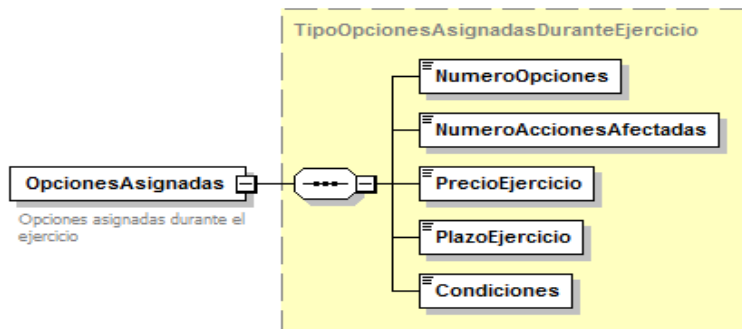 TipoOpcionesAsignadasDuranteEjercicio
NumeroOpciones
NumeroAccionesAfectadas
OpcionesAsignadas
PrecioEjercicio
Opciones asignadas durante el
ejercicio
PlazoEjercicio
Condiciones